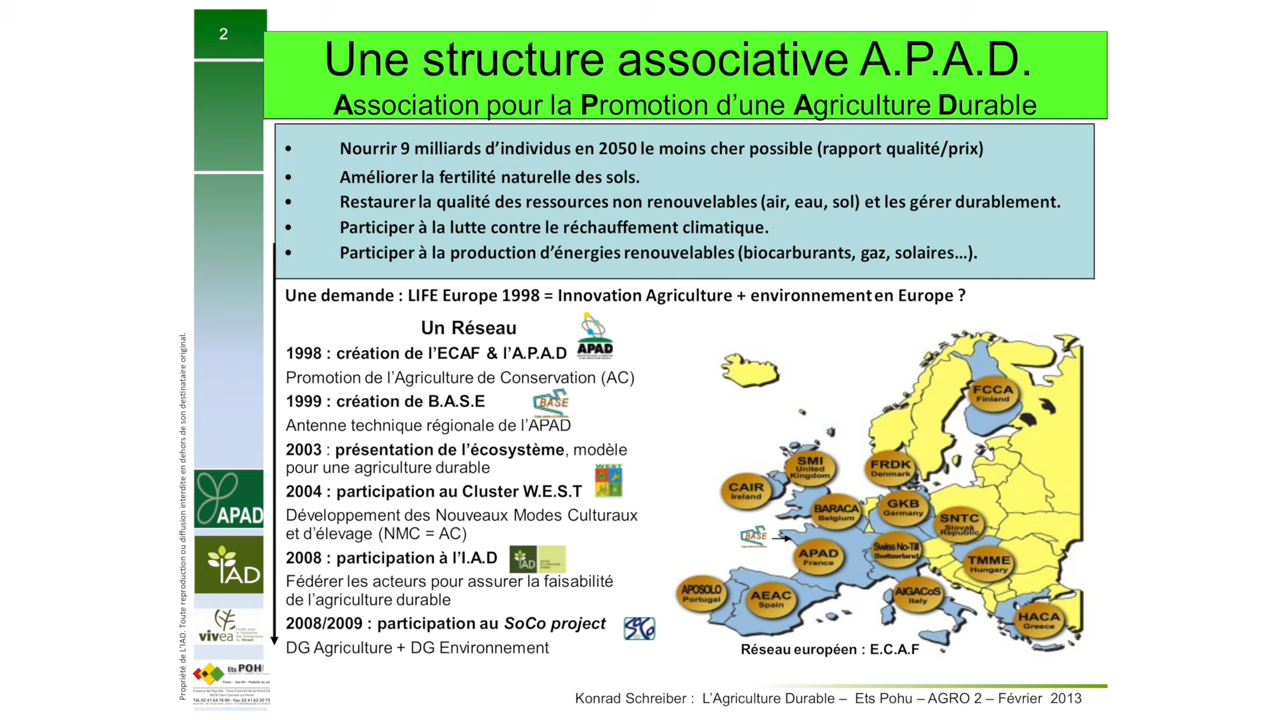 2
Une structure associative A.P.A.D.
Association pour la Promotion d'une Agriculture Durable
• Nourrir 9 milliards d'individus en 2050 le moins cher possible (rapport qualité/prix)
• Améliorer la fertilité naturelle des sols.
• Restaurer la qualité des ressources non renouvelables (air, eau, sol) et les gérer durablement.
• Participer à la lutte contre le réchauffement climatique.
• Participer à la production d'énergies renouvelables (biocarburants, gaz, solaires...).
Une demande : LIFE Europe 1998 = Innovation Agriculture + environnement en Europe ?
Un Réseau
APAD
1998 : création de l'ECAF & l'A.P.A.D
Promotion de l'Agriculture de Conservation (AC)
1999 : création de B.A.S.E
BASE
Antenne technique régionale de l'APAD
2003 : présentation de l'écosystème, modèle
pour une agriculture durable
WEST
2004 : participation au Cluster W.E.S.T
Développement des Nouveaux Modes Culturaux
et d'élevage (NMC = AC)
2008 : participation à l'I.A.D
IAD
Fédérer les acteurs pour assurer la faisabilité
de l'agriculture durable
2008/2009 : participation au SoCo project
DG Agriculture + DG Environnement
FCCA
Finland
SMI
United
Kingdom
FRDK
Denmark
CAIR
Ireland
BARACA
Belgium
GKB
Germany
SNTC
Slovak
Republic
BASE
APAD
France
Swiss No-Till
Switzerland
TMME
Hungary
APOSOLO
Portugal
AEAC
Spain
AIGACoS
Italy
HACA
Greece
Réseau européen : E.C.A.F
Propriété de L'IAD. Toute reproduction ou diffusion interdite en dehors de son destinataire original.
APAD
IAD
vivea
Ets POHU
Konrad Schreiber : L'Agriculture Durable – Ets Pohu – AGRO 2 – Février 2013